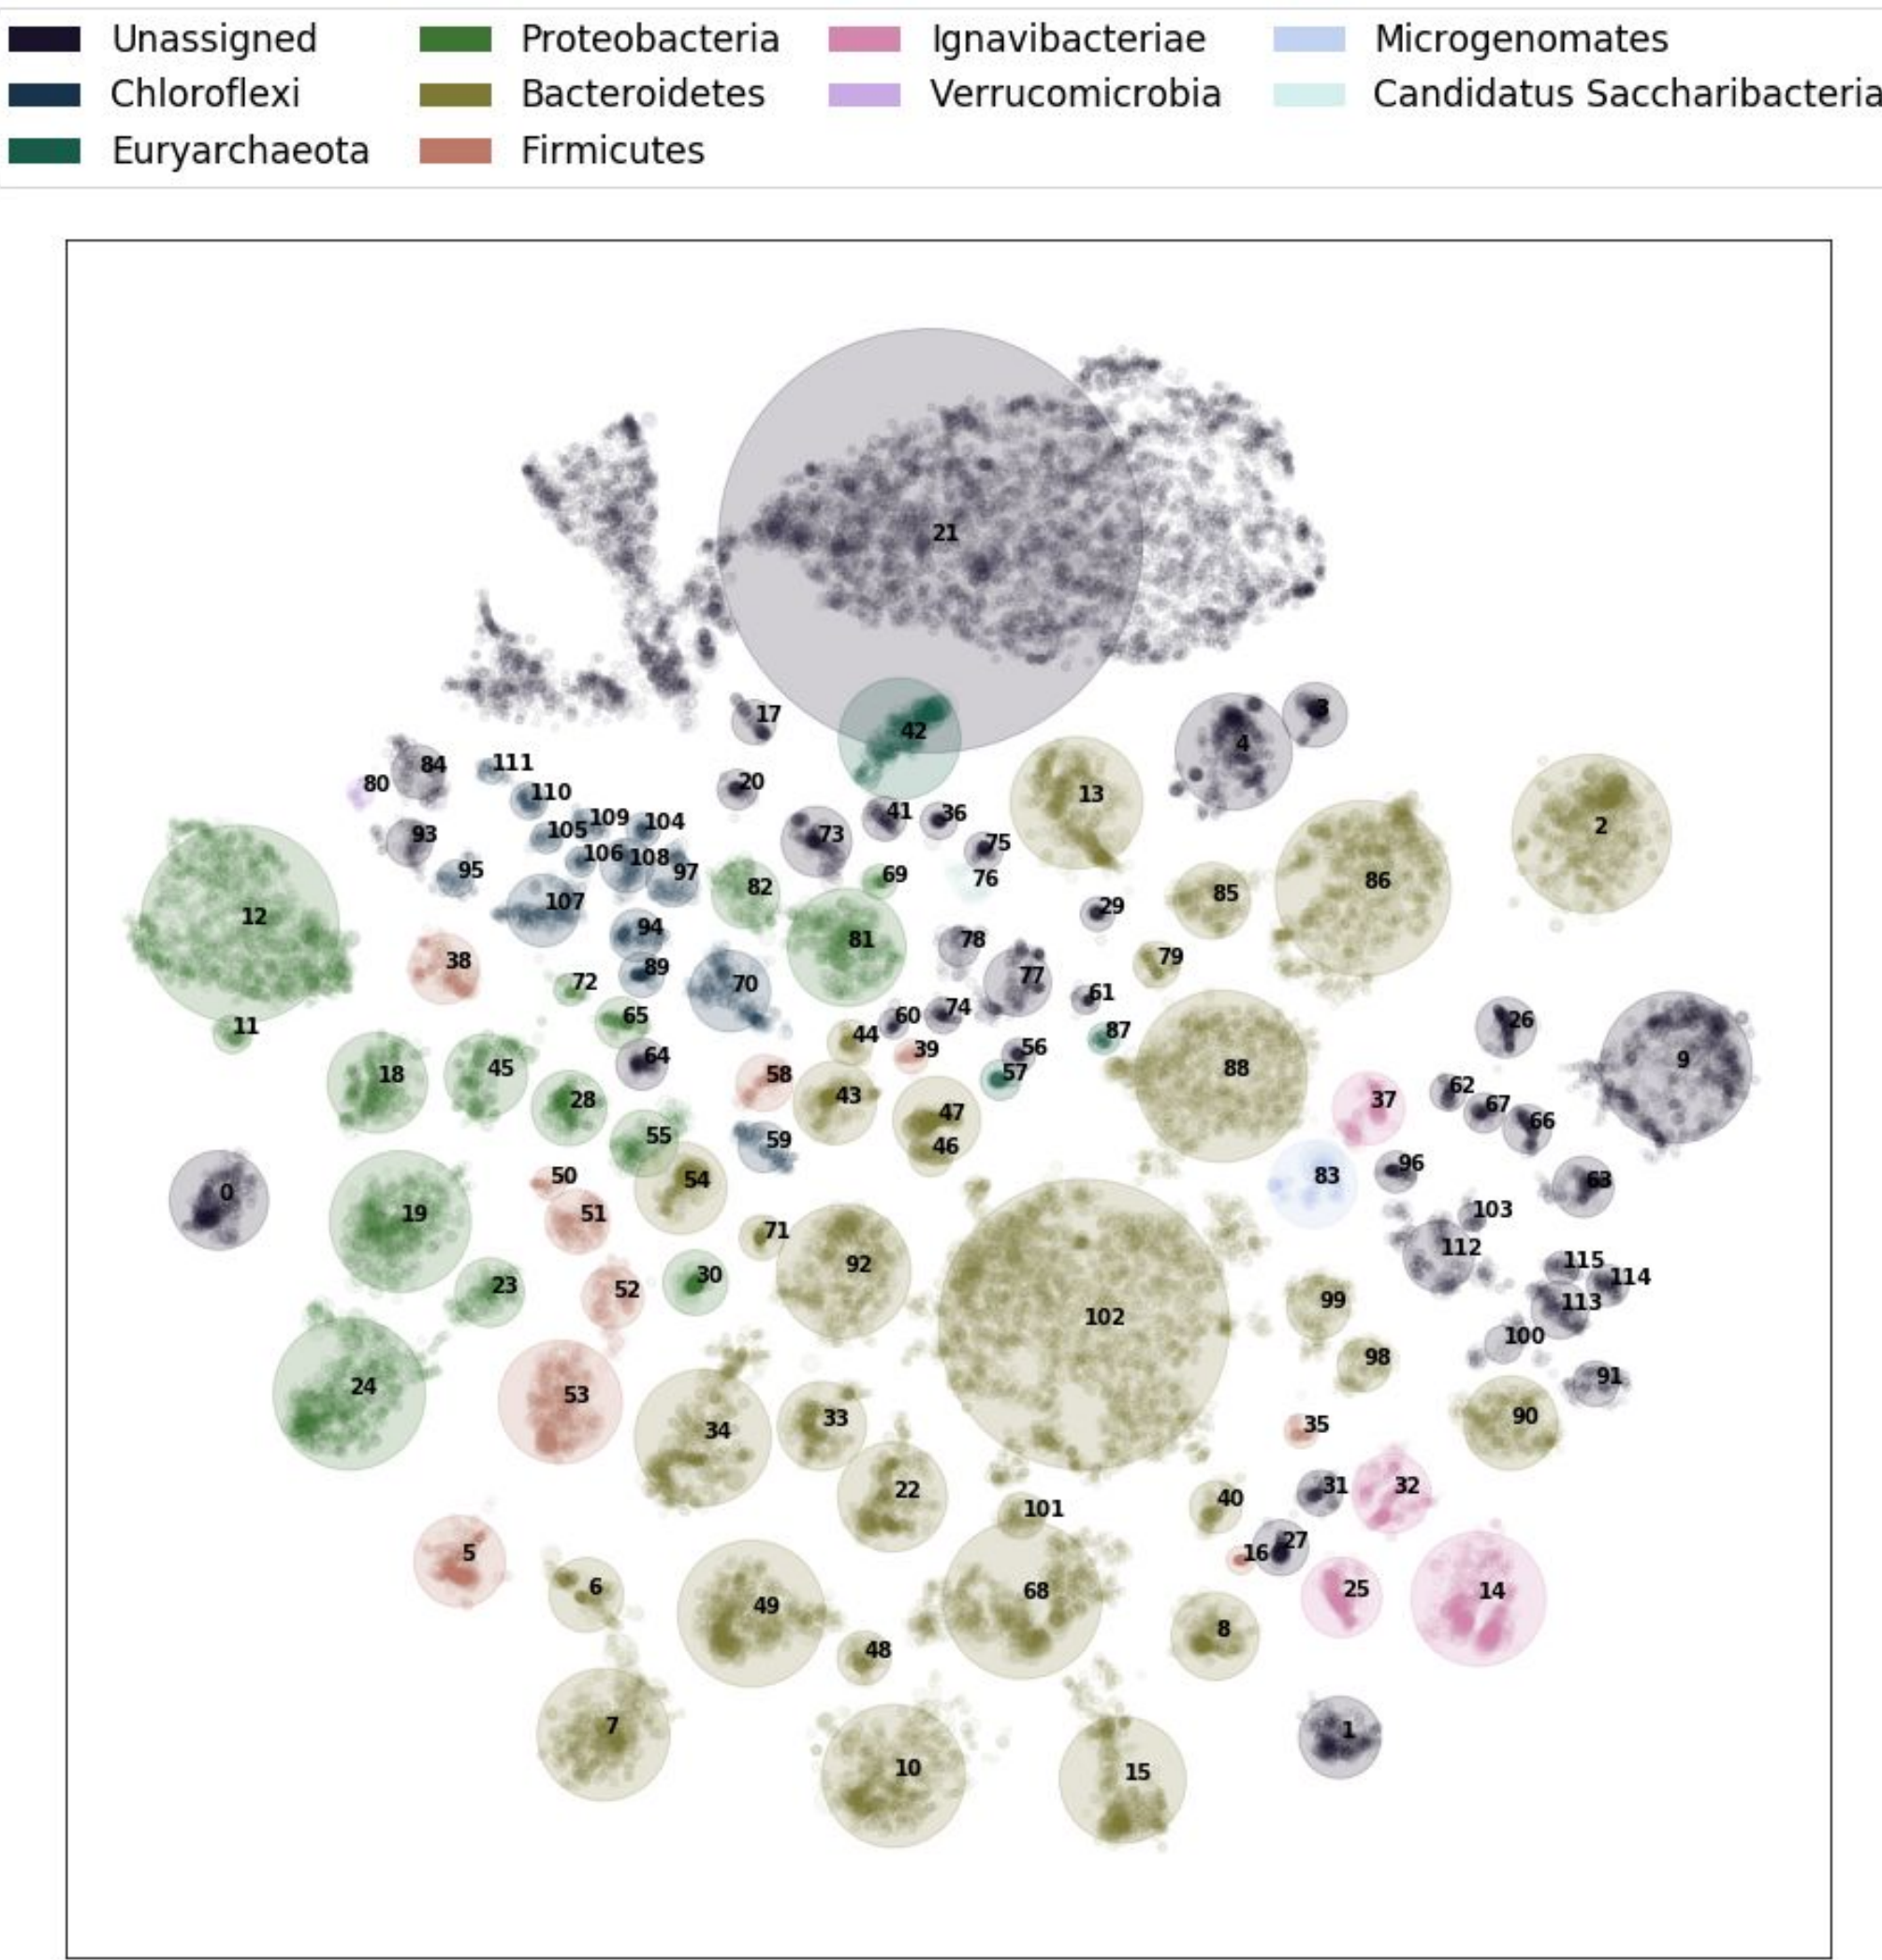 Unassigned Proteobacteria Ignavibacteriae Microgenomates
Chloroflexi Bacteroidetes Verrucomicrobia Candidatus Saccharibacteria
Euryarchaeota Firmicutes
21
17 42 4 3
80 84 111 110 20 13 2
93 105 109 104 73 41 36 75
95 106 108 97 82 69 76 85 86
12 107 94 81 29
38 72 89 70 78 77 79
11 65 60 74 61 26
18 45 64 44 39 56 87 88 9
28 58 43 57 37 62 67
55 59 47 46 66
0 50 54 83 96 63
19 51 71 103
23 52 30 92 112 115 114
24 53 102 99 113 100
34 33 98 91
22 35 90
101 40 31 32
5 6 49 68 16 27 25 14
48 8
7 10 15 1